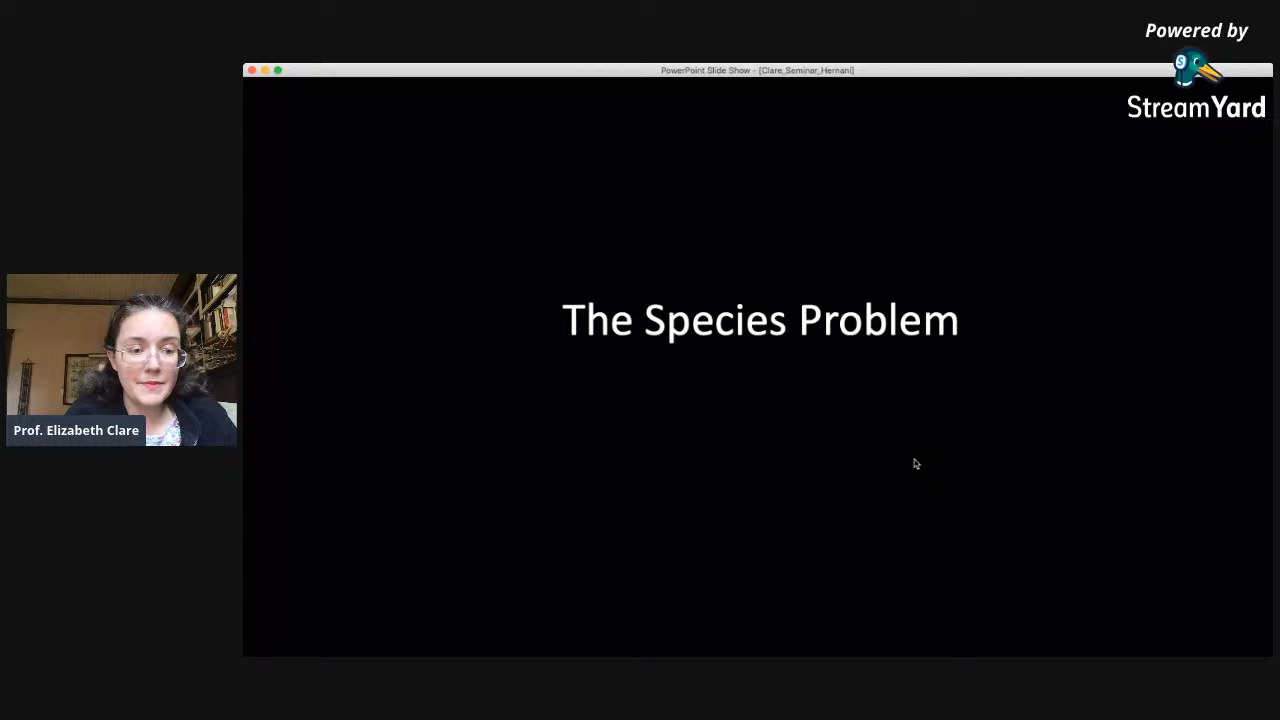 Powered by
PowerPoint Slide Show - [Clare_Seminar_Hernani]
StreamYard
The Species Problem
Prof. Elizabeth Clare